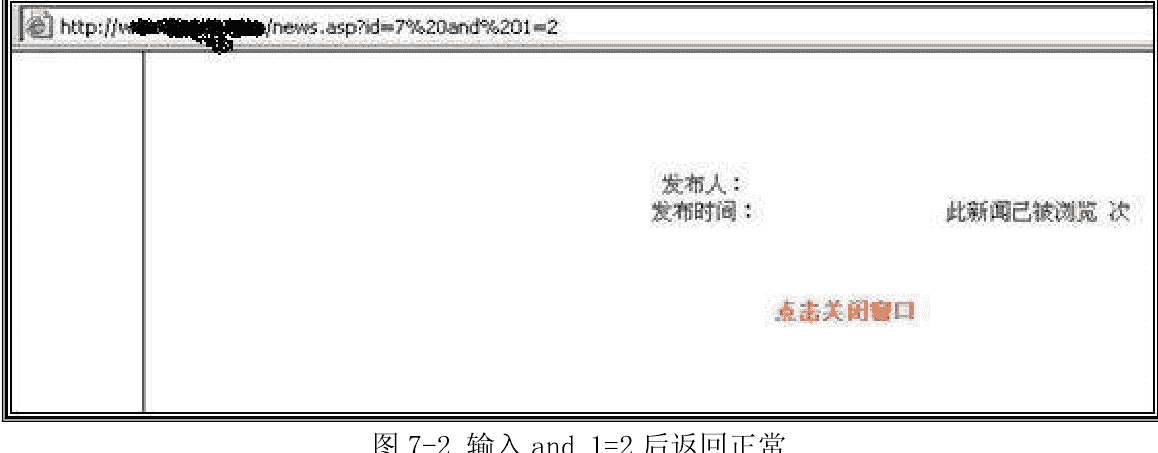 http://w /news.asp?id=7%20and%201=2
发布人：
发布时间： 此新闻已被浏览 次
点击关闭窗口
图 7-2 输入 and 1=2 后返回正常